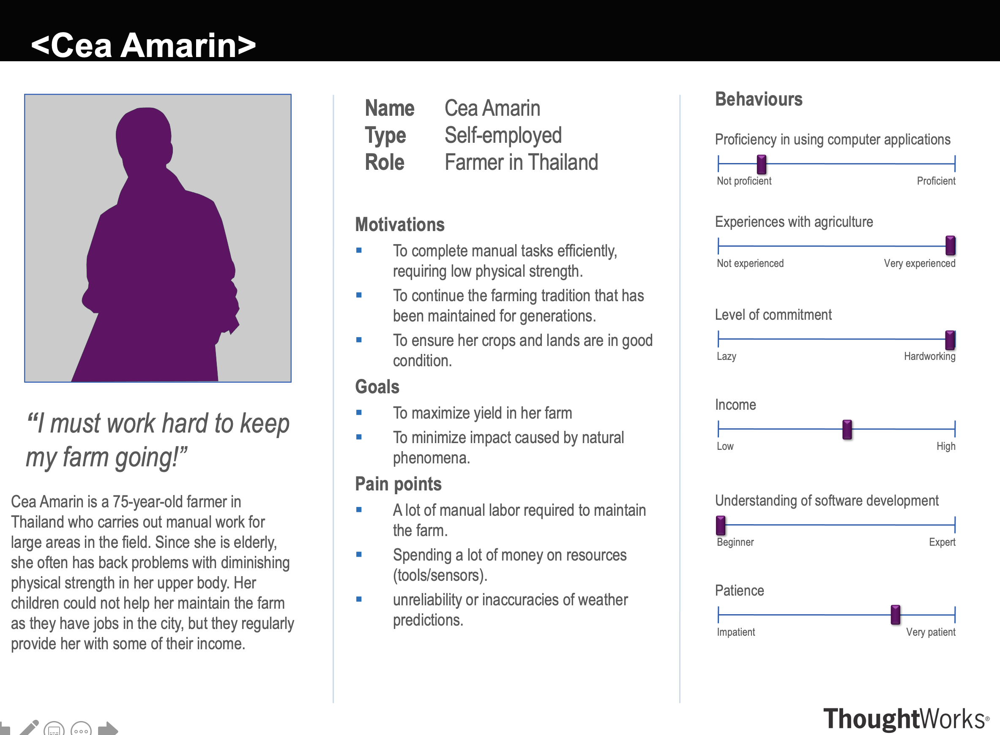 <Cea Amarin>
“I must work hard to keep
my farm going!”
Cea Amarin is a 75-year-old farmer in
Thailand who carries out manual work for
large areas in the field. Since she is elderly,
she often has back problems with diminishing
physical strength in her upper body. Her
children could not help her maintain the farm
as they have jobs in the city, but they regularly
provide her with some of their income.
Name Cea Amarin
Type Self-employed
Role Farmer in Thailand
Motivations
To complete manual tasks efficiently,
requiring low physical strength.
To continue the farming tradition that has
been maintained for generations.
To ensure her crops and lands are in good
condition.
Goals
To maximize yield in her farm
To minimize impact caused by natural
phenomena.
Pain points
A lot of manual labor required to maintain
the farm.
Spending a lot of money on resources
(tools/sensors).
unreliability or inaccuracies of weather
predictions.
Behaviours
Proficiency in using computer applications
Not proficient Proficient
Experiences with agriculture
Not experienced Very experienced
Level of commitment
Lazy Hardworking
Income
Low High
Understanding of software development
Beginner Expert
Patience
Impatient Very patient
ThoughtWorks®